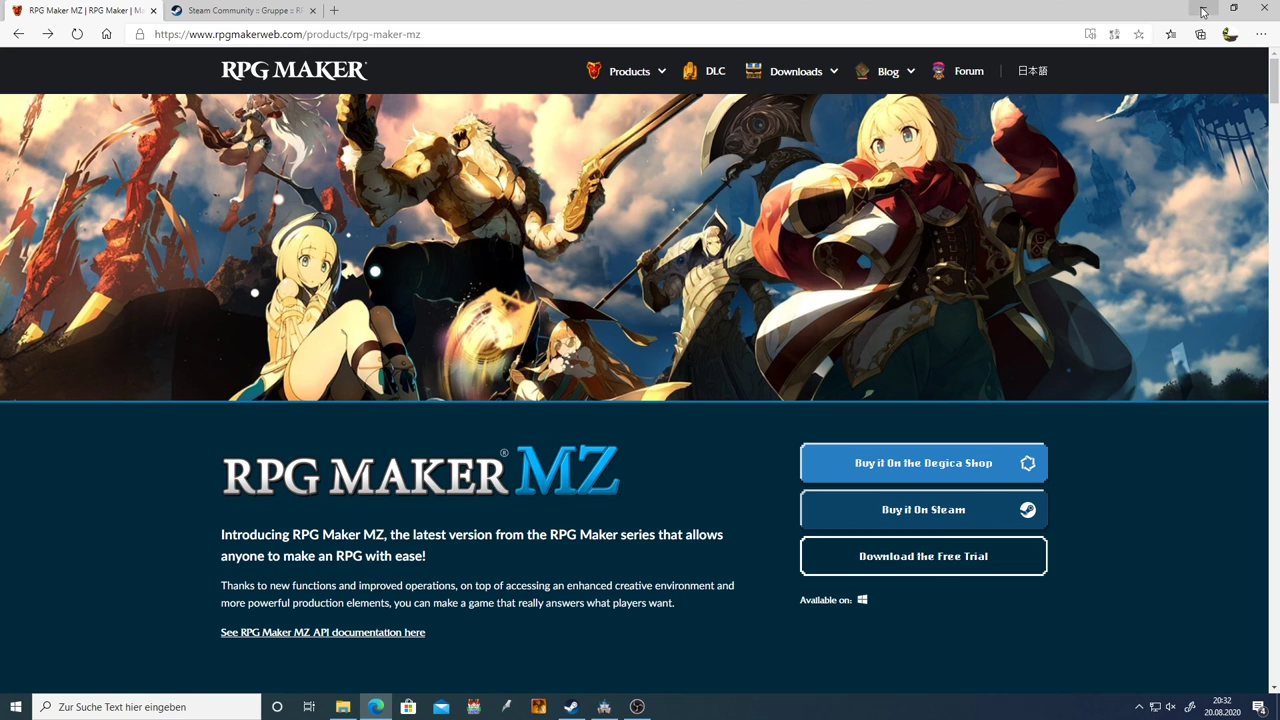 RPG Maker MZ | RPG Maker | Ma
Steam Community :: Gruppe :: RP
https://www.rpgmakerweb.com/products/rpg-maker-mz
RPG MAKER
Products
DLC
Downloads
Blog
Forum
日本語
RPG MAKER® MZ
Buy it On the Degica Shop
Buy it On Steam
Download the Free Trial
Available on:
Introducing RPG Maker MZ, the latest version from the RPG Maker series that allows
anyone to make an RPG with ease!
Thanks to new functions and improved operations, on top of accessing an enhanced creative environment and
more powerful production elements, you can make a game that really answers what players want.
See RPG Maker MZ API documentation here
Zur Suche Text hier eingeben
20:32
20.08.2020
4